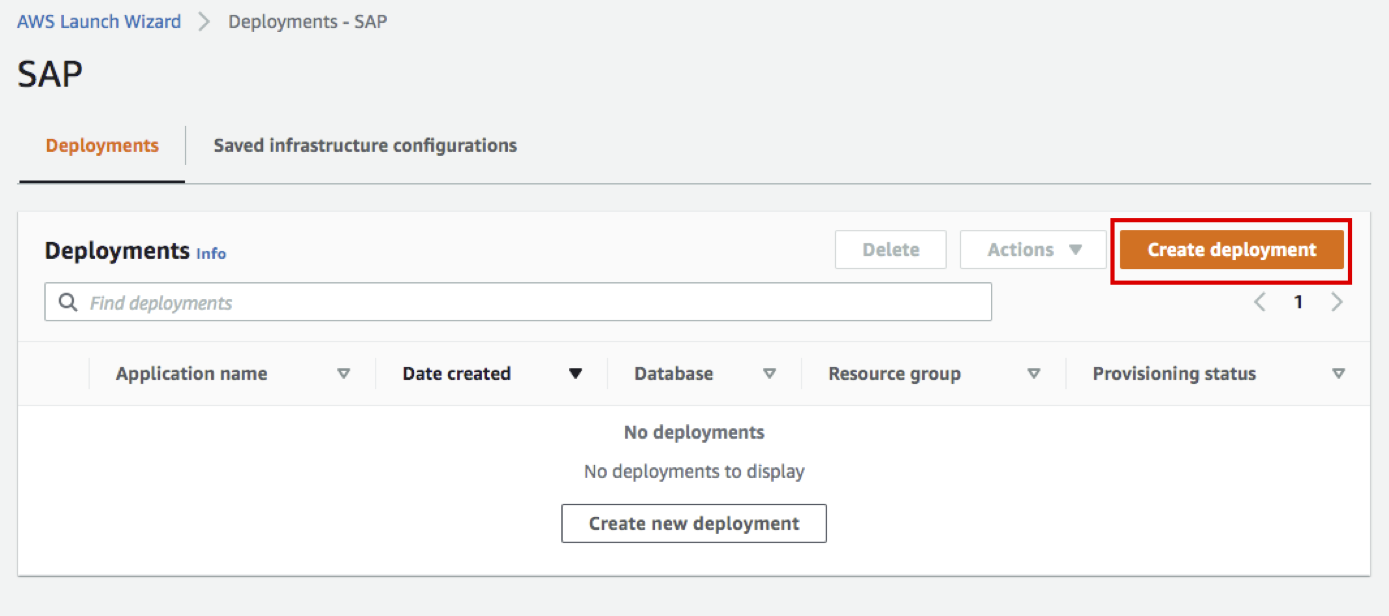 AWS Launch Wizard > Deployments - SAP
SAP
Deployments Saved infrastructure configurations
Deployments Info Delete Actions Create deployment
Find deployments 1
Application name Date created Database Resource group Provisioning status
No deployments
No deployments to display
Create new deployment